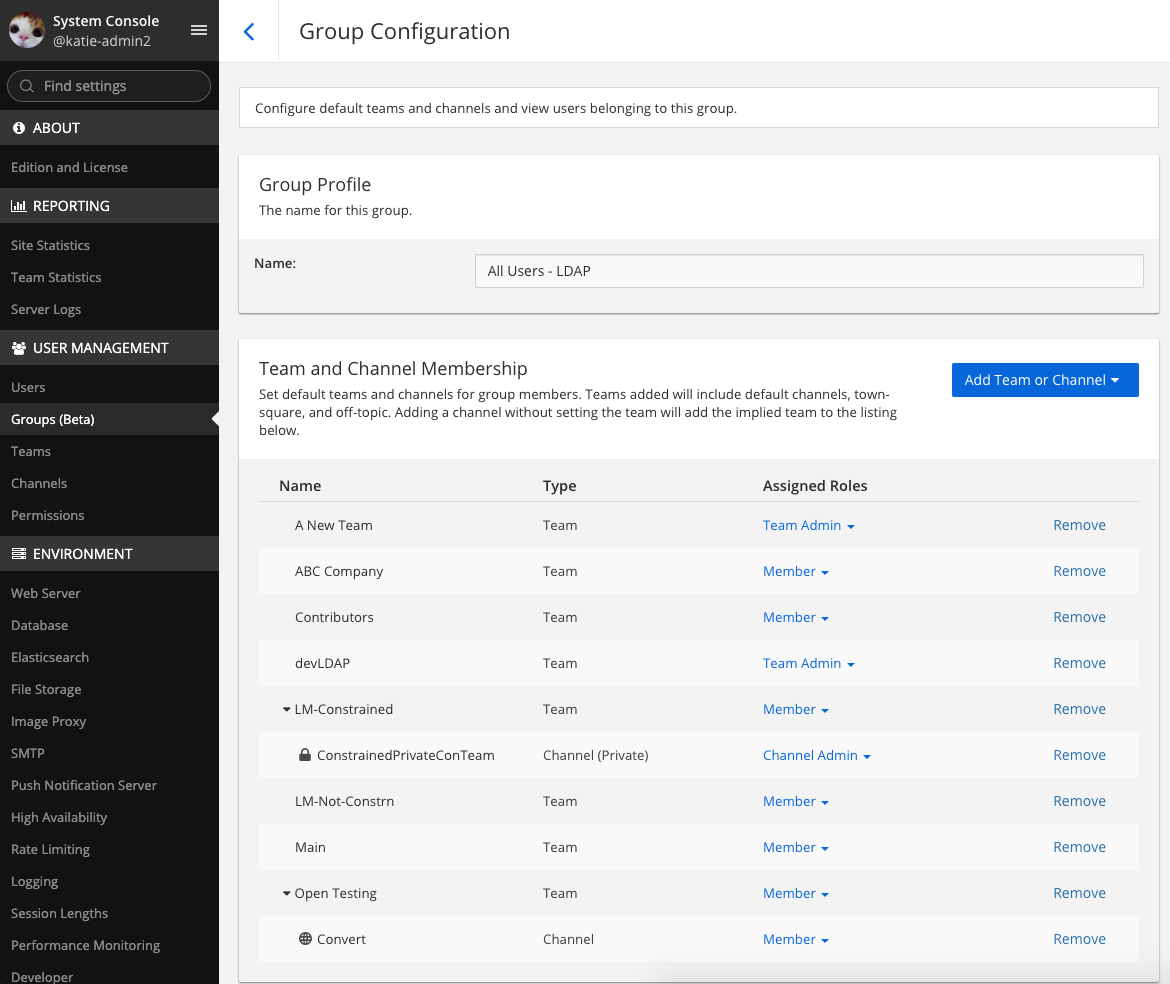 System Console
@katie-admin2
Find settings
ABOUT
Edition and License
REPORTING
Site Statistics
Team Statistics
Server Logs
USER MANAGEMENT
Users
Groups (Beta)
Teams
Channels
Permissions
ENVIRONMENT
Web Server
Database
Elasticsearch
File Storage
Image Proxy
SMTP
Push Notification Server
High Availability
Rate Limiting
Logging
Session Lengths
Performance Monitoring
Developer
Group Configuration
Configure default teams and channels and view users belonging to this group.
Group Profile
The name for this group.
Name: All Users - LDAP
Team and Channel Membership
Set default teams and channels for group members. Teams added will include default channels, town-
square, and off-topic. Adding a channel without setting the team will add the implied team to the listing
below.
Add Team or Channel
Name Type Assigned Roles
A New Team Team Team Admin Remove
ABC Company Team Member Remove
Contributors Team Member Remove
devLDAP Team Team Admin Remove
LM-Constrained Team Member Remove
ConstrainedPrivateConTeam Channel (Private) Channel Admin Remove
LM-Not-Constrn Team Member Remove
Main Team Member Remove
Open Testing Team Member Remove
Convert Channel Member Remove